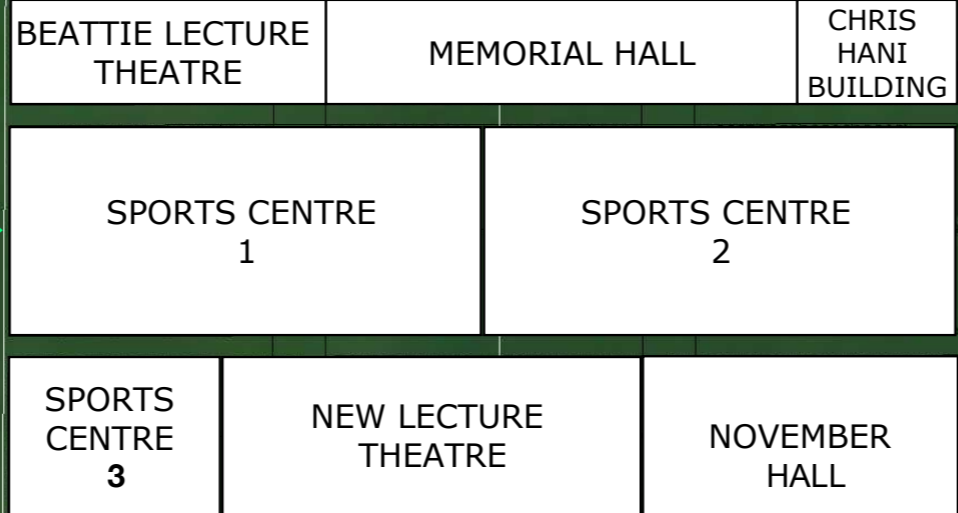 BEATTIE LECTURE
THEATRE
MEMORIAL HALL
CHRIS
HANI
BUILDING
SPORTS CENTRE
1
SPORTS CENTRE
2
SPORTS
CENTRE
3
NEW LECTURE
THEATRE
NOVEMBER
HALL